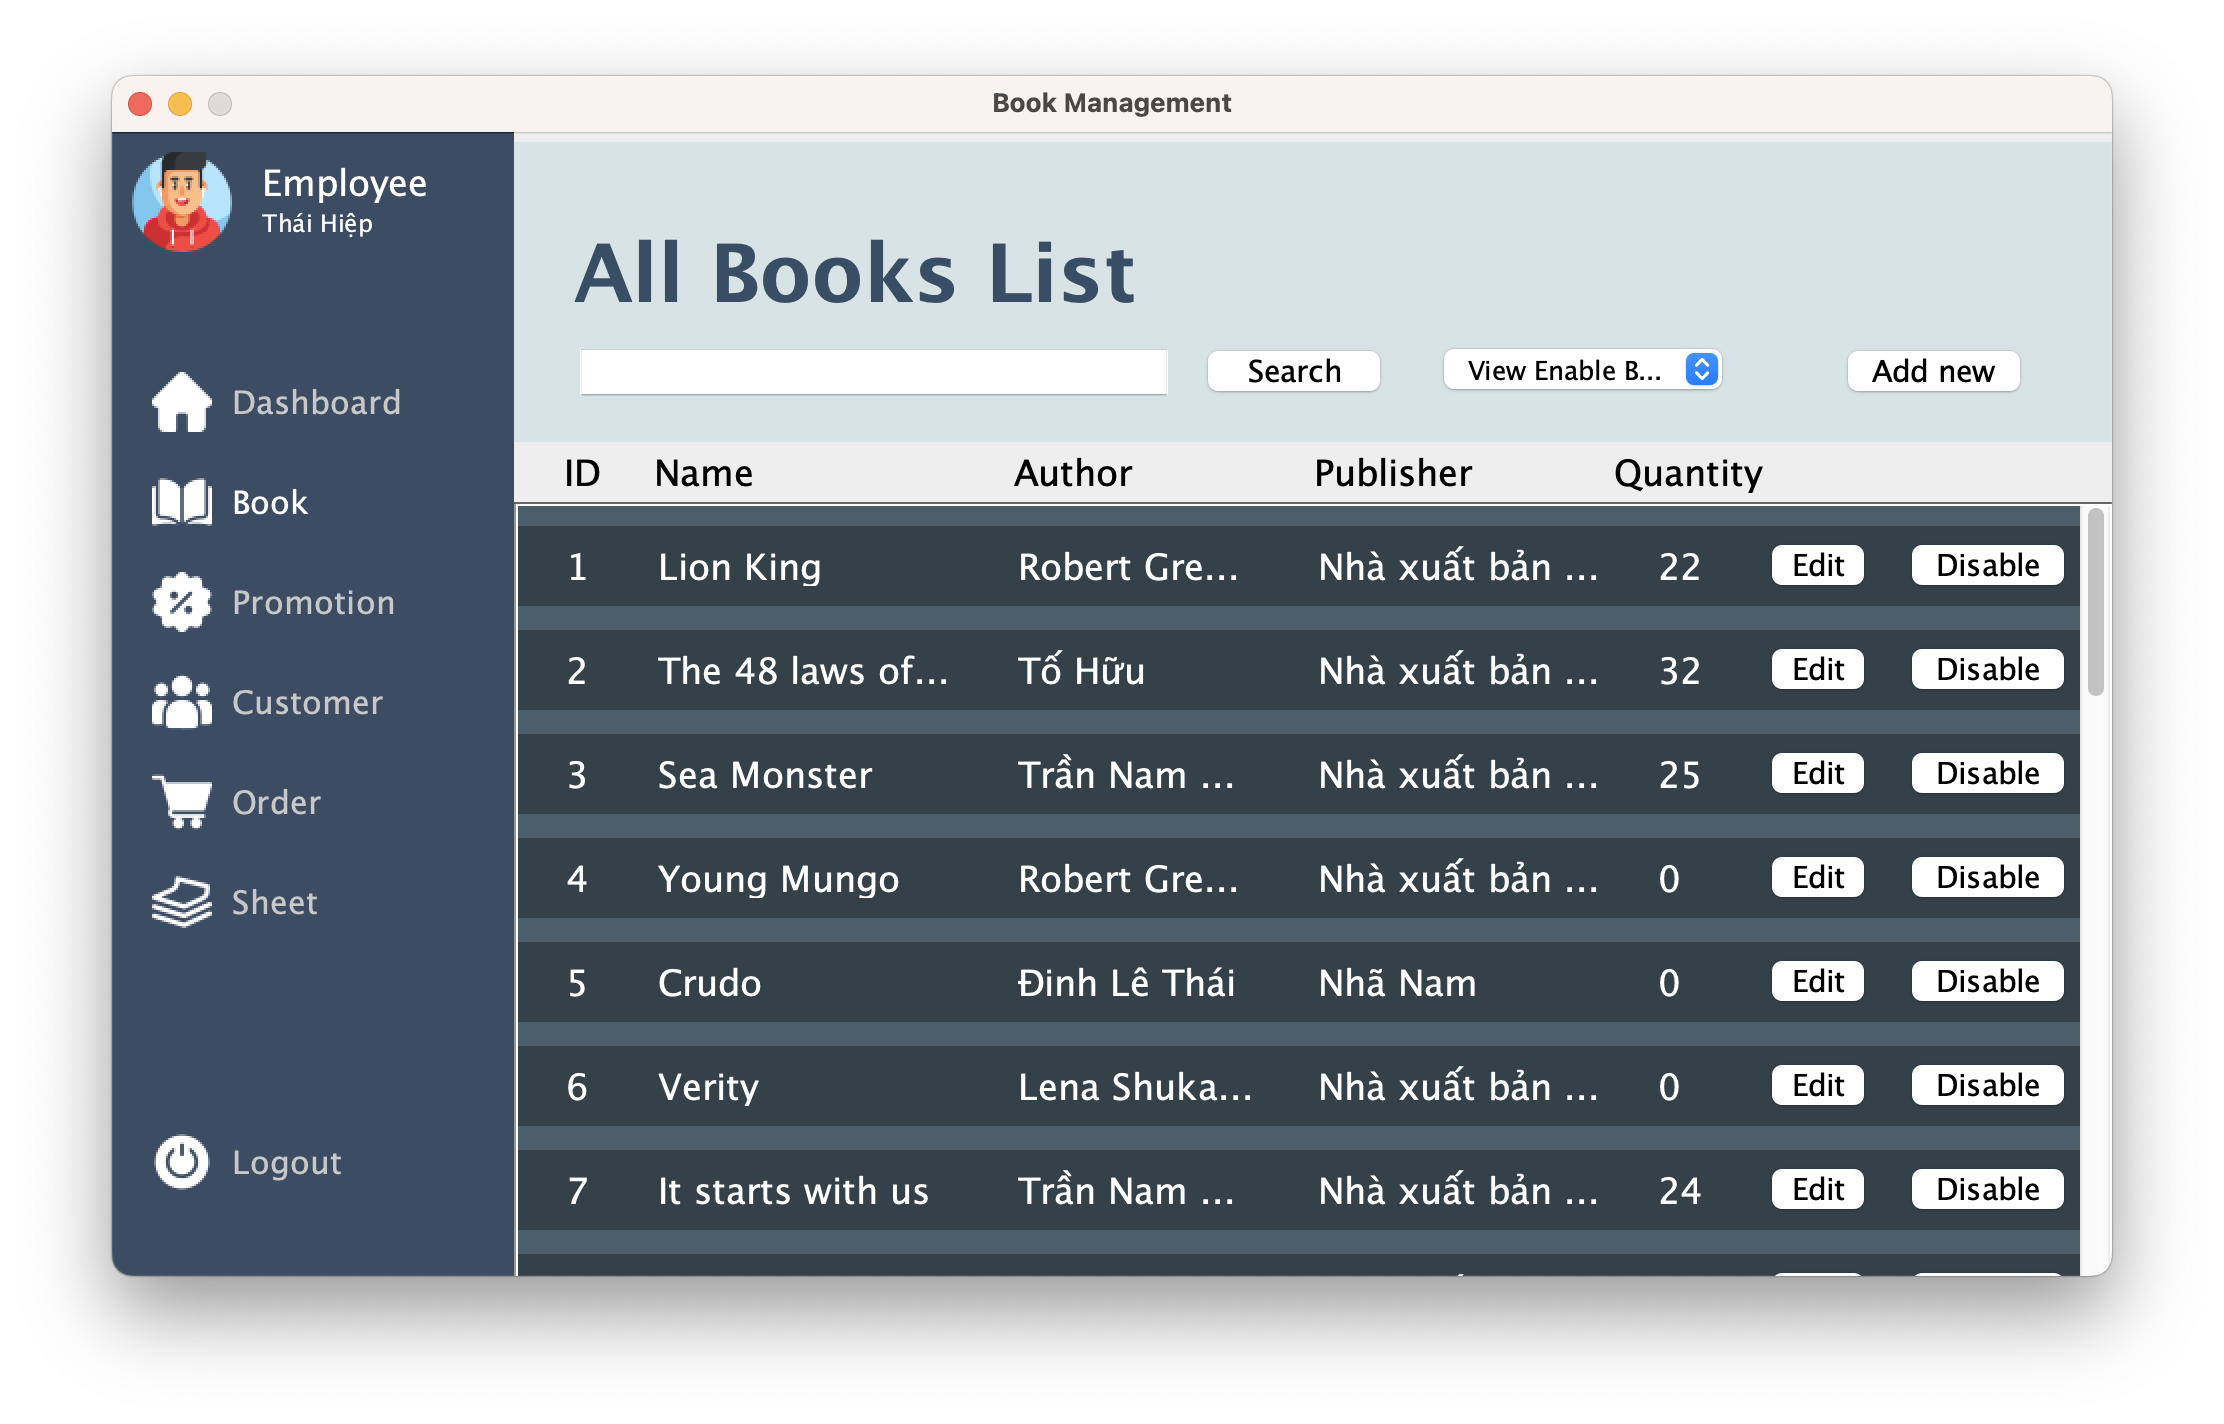 Book Management
Employee
Thái Hiệp
Dashboard
Book
Promotion
Customer
Order
Sheet
Logout
All Books List
Search View Enable B... Add new
ID Name Author Publisher Quantity
1 Lion King Robert Gre... Nhà xuất bản ... 22 Edit Disable
2 The 48 laws of... Tố Hữu Nhà xuất bản ... 32 Edit Disable
3 Sea Monster Trần Nam ... Nhà xuất bản ... 25 Edit Disable
4 Young Mungo Robert Gre... Nhà xuất bản ... 0 Edit Disable
5 Crudo Đinh Lê Thái Nhã Nam 0 Edit Disable
6 Verity Lena Shuka... Nhà xuất bản ... 0 Edit Disable
7 It starts with us Trần Nam ... Nhà xuất bản ... 24 Edit Disable